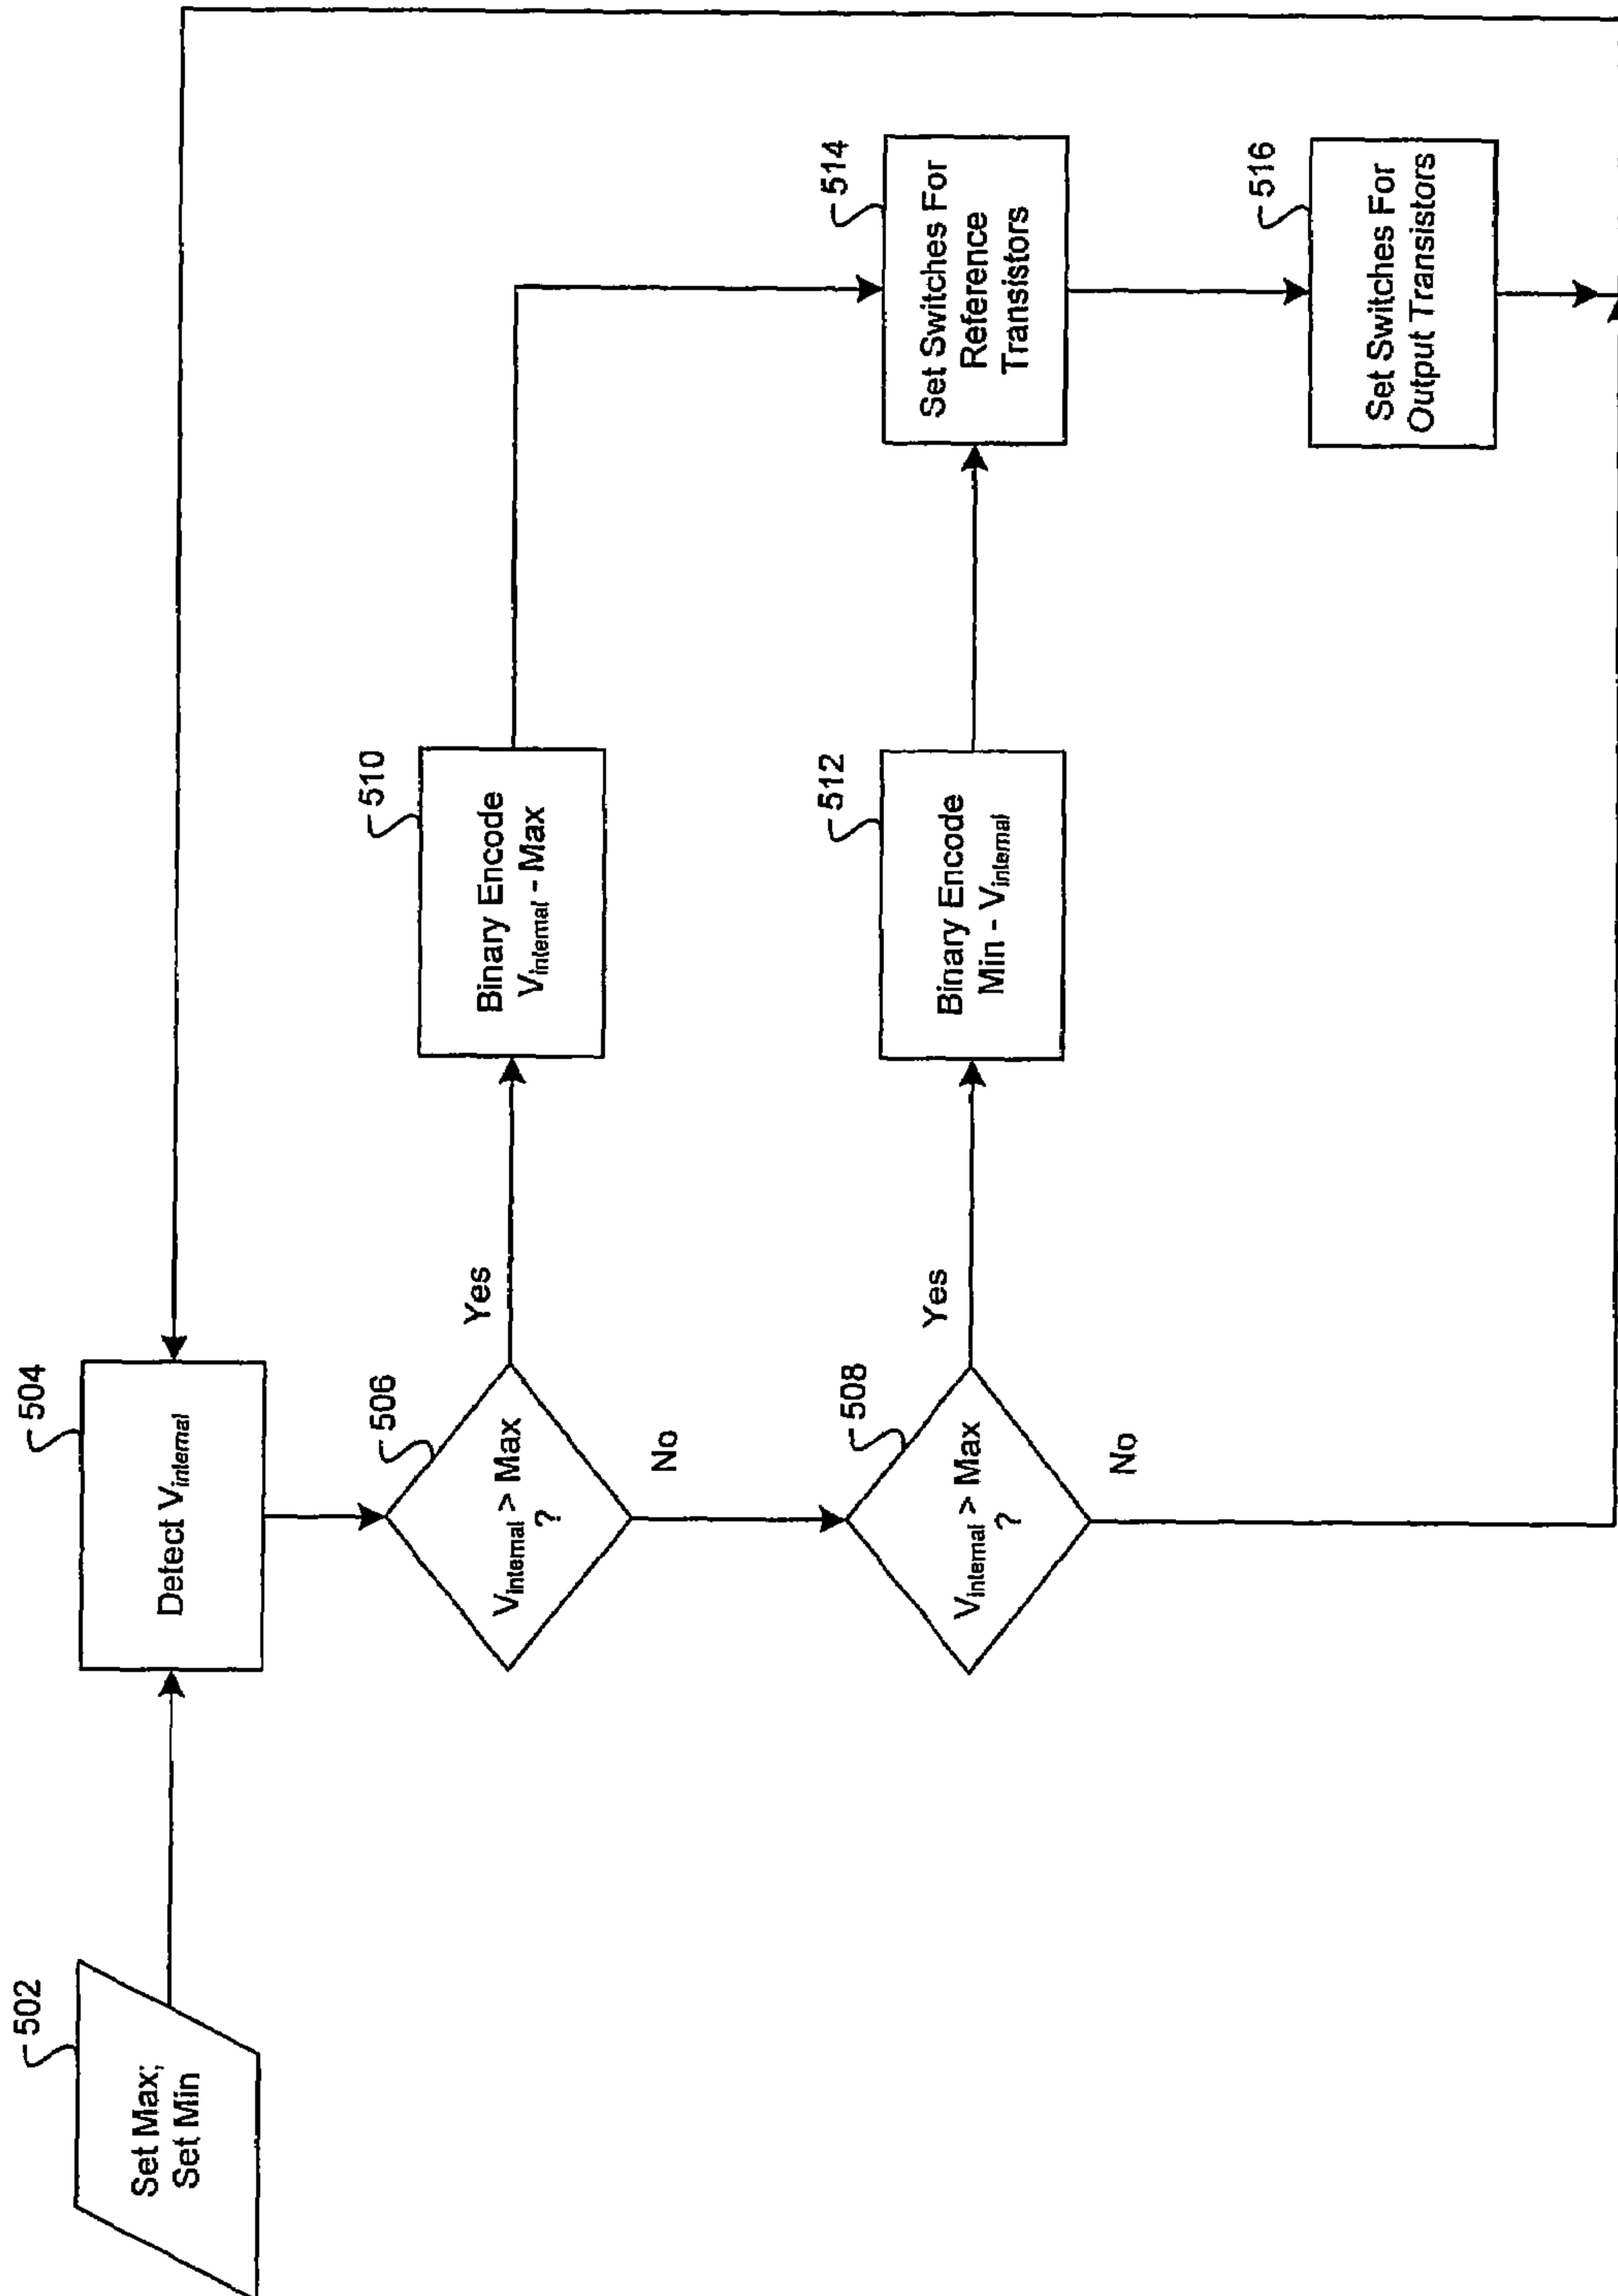 502
Set Max;
Set Min
504
Detect Vinternal
506
Vinternal > Max
?
Yes
No
510
Binary Encode
Vinternal - Max
508
Vinternal > Max
?
Yes
No
512
Binary Encode
Min - Vinternal
514
Set Switches For
Reference
Transistors
516
Set Switches For
Output Transistors